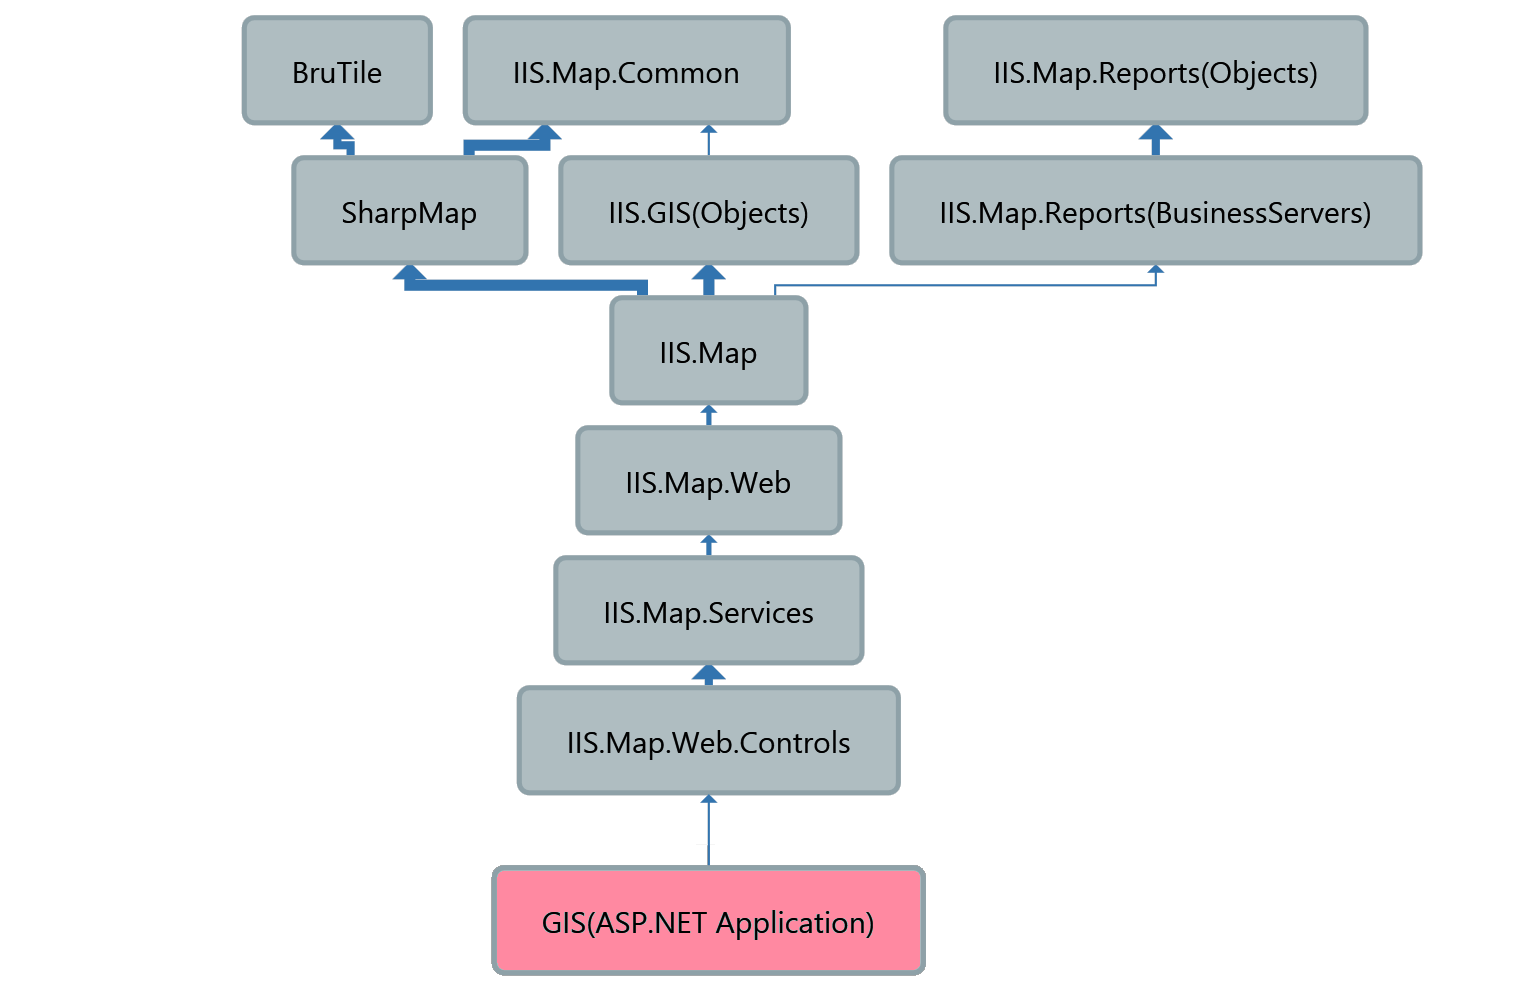 BruTile
IIS.Map.Common
IIS.Map.Reports(Objects)
SharpMap
IIS.GIS(Objects)
IIS.Map.Reports(BusinessServers)
IIS.Map
IIS.Map.Web
IIS.Map.Services
IIS.Map.Web.Controls
GIS(ASP.NET Application)